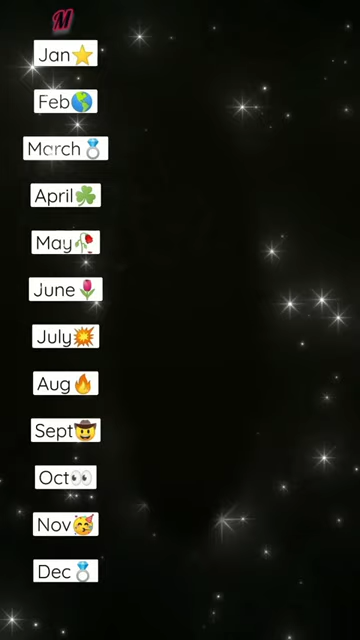 M
Jan⭐
Feb🌎
March💍
April☘️
May🥀
June🌷
July💥
Aug🔥
Sept🤠
Oct👀
Nov🥳
Dec💍